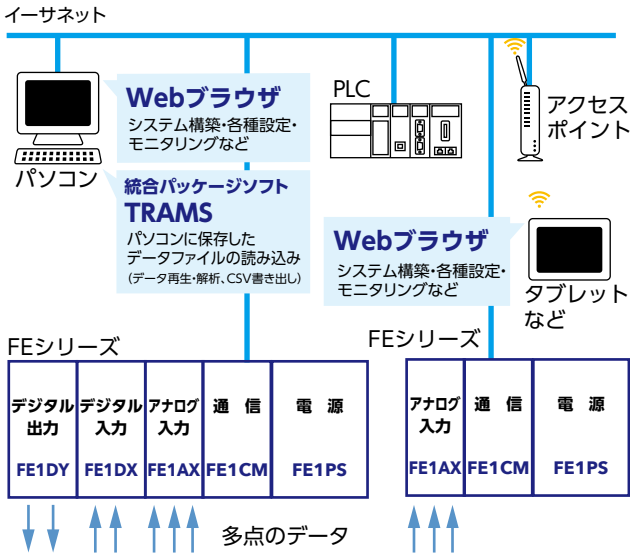 イーサネット
Webブラウザ
システム構築・各種設定・
モニタリングなど
パソコン
統合パッケージソフト
TRAMS
パソコンに保存した
データファイルの読み込み
(データ再生・解析、CSV書き出し)
PLC
アクセス
ポイント
Webブラウザ
システム構築・各種設定・
モニタリングなど
タブレット
など
FEシリーズ
デジタル
出力
FE1DY
デジタル
入力
FE1DX
アナログ
入力
FE1AX
通 信
FE1CM
電 源
FE1PS
FEシリーズ
アナログ
入力
FE1AX
通 信
FE1CM
電 源
FE1PS
多点のデータ